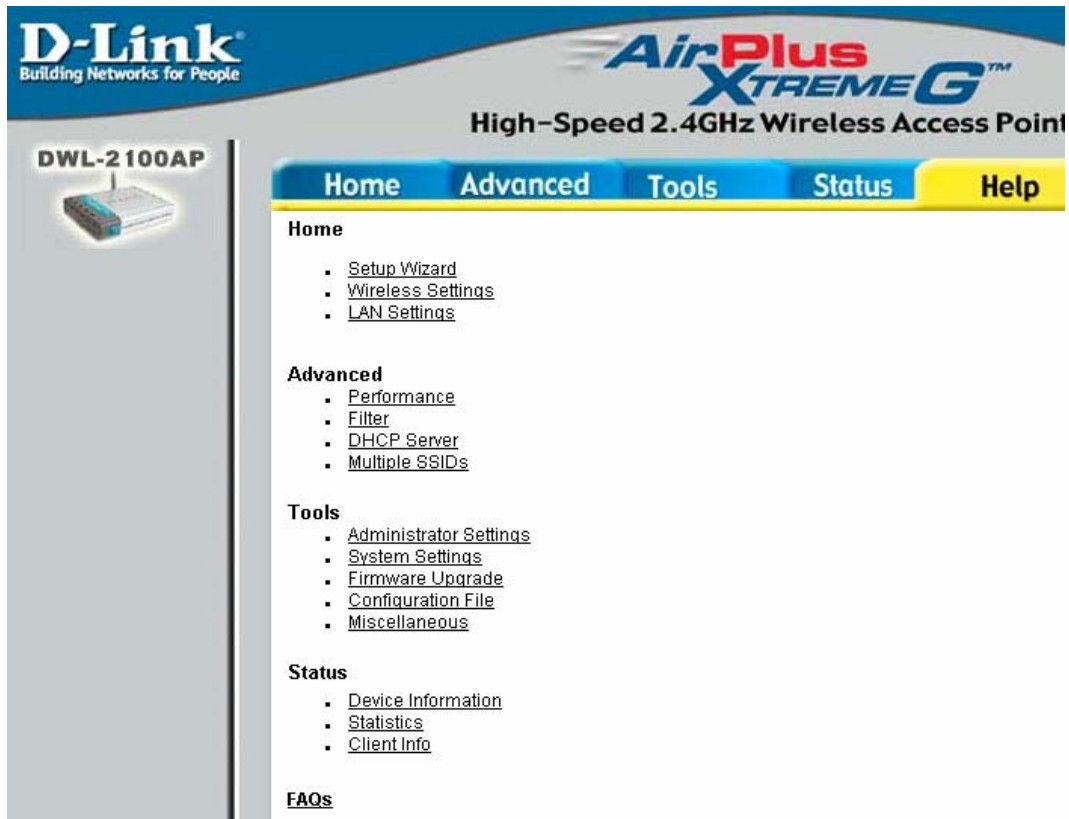 D-Link®
Building Networks for People
AirPlus
XTREME G™
High-Speed 2.4GHz Wireless Access Point
DWL-2100AP
Home
Advanced
Tools
Status
Help
Home
Setup Wizard
Wireless Settings
LAN Settings
Advanced
Performance
Filter
DHCP Server
Multiple SSIDs
Tools
Administrator Settings
System Settings
Firmware Upgrade
Configuration File
Miscellaneous
Status
Device Information
Statistics
Client Info
FAQs